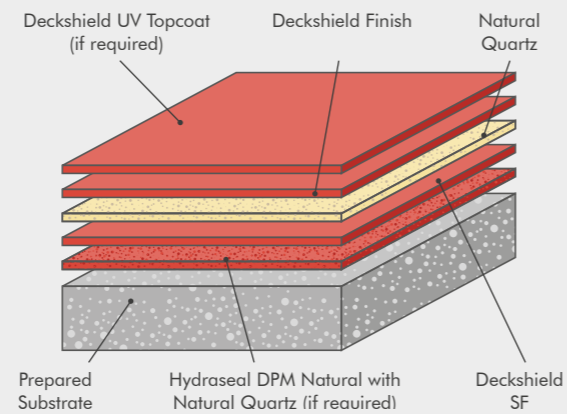 Deckshield UV Topcoat
(if required)
Deckshield Finish
Natural
Quartz
Prepared
Substrate
Hydraseal DPM Natural with
Natural Quartz (if required)
Deckshield
SF